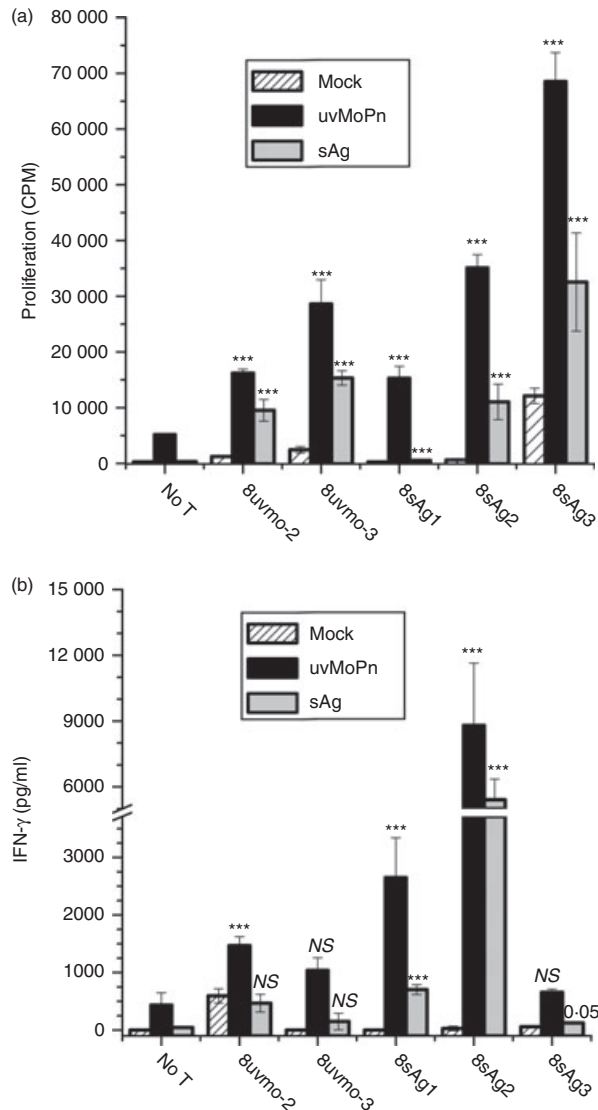 (a)
80 000
70 000
60 000
50 000
40 000
30 000
20 000
10 000
0
Proliferation (CPM)
Mock
uvMoPn
sAg
***
***
***
***
***
***
***
***
***
***
No T
8uvmo-2
8uvmo-3
8sAg1
8sAg2
8sAg3
(b)
15 000
12 000
9000
6000
3000
2000
1000
0
IFN-γ (pg/ml)
Mock
uvMoPn
sAg
***
NS
NS
NS
***
***
***
***
NS
0·05
No T
8uvmo-2
8uvmo-3
8sAg1
8sAg2
8sAg3